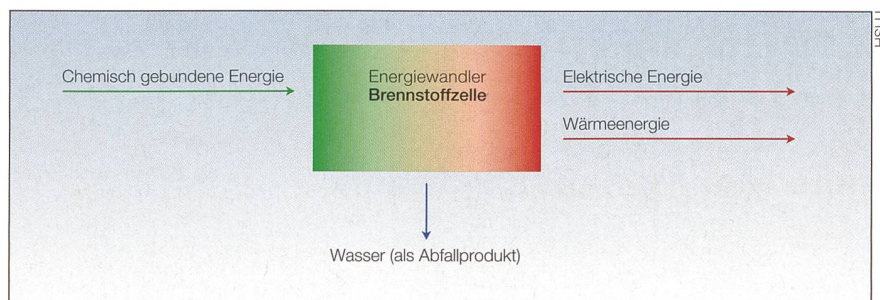 Chemisch gebundene Energie
Energiewandler
Brennstoffzelle
Elektrische Energie
Wärmeenergie
Wasser (als Abfallprodukt)